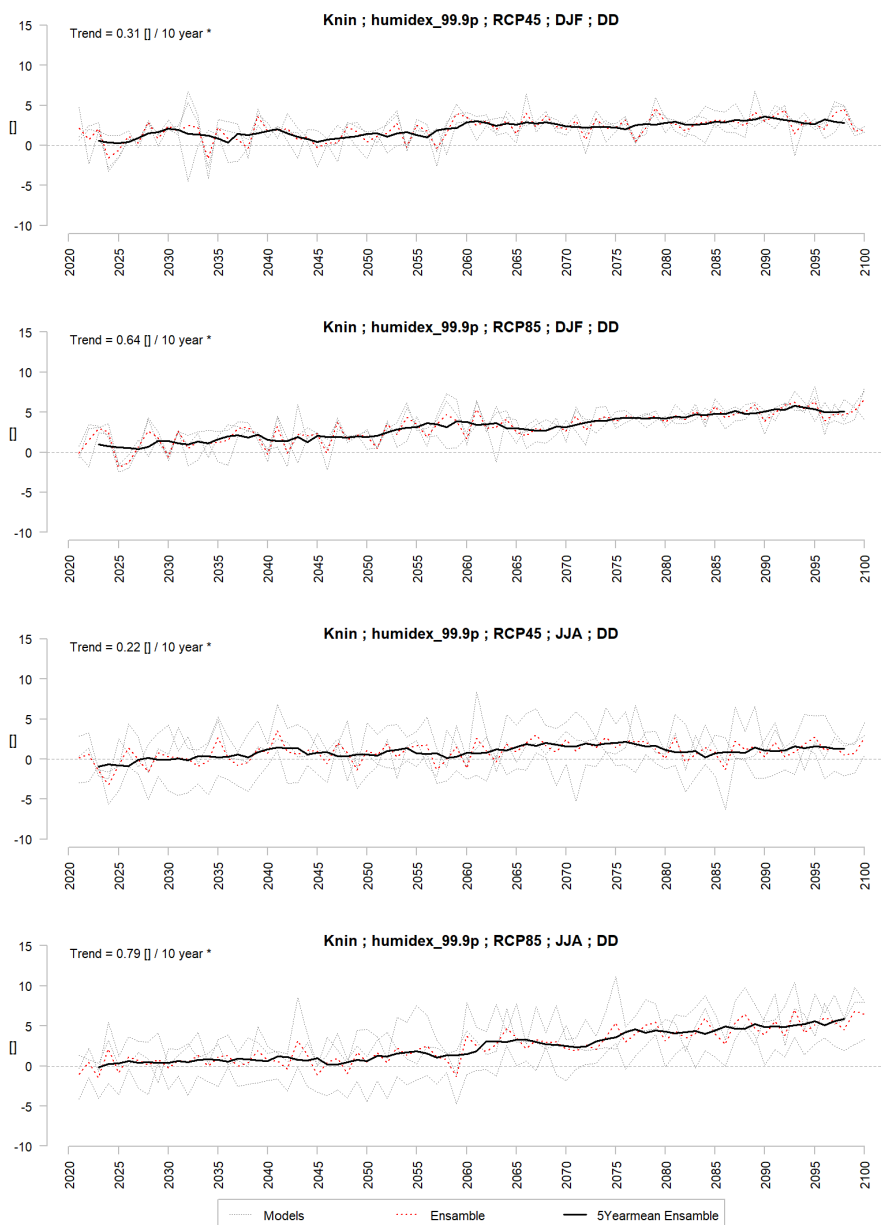 Knin ; humidex_99.9p ; RCP45 ; DJF ; DD
Trend = 0.31 [] / 10 year *
15
10
5
0
-5
-10
[]
2020 2025 2030 2035 2040 2045 2050 2055 2060 2065 2070 2075 2080 2085 2090 2095 2100
Knin ; humidex_99.9p ; RCP85 ; DJF ; DD
Trend = 0.64 [] / 10 year *
15
10
5
0
-5
-10
[]
2020 2025 2030 2035 2040 2045 2050 2055 2060 2065 2070 2075 2080 2085 2090 2095 2100
Knin ; humidex_99.9p ; RCP45 ; JJA ; DD
Trend = 0.22 [] / 10 year *
15
10
5
0
-5
-10
[]
2020 2025 2030 2035 2040 2045 2050 2055 2060 2065 2070 2075 2080 2085 2090 2095 2100
Knin ; humidex_99.9p ; RCP85 ; JJA ; DD
Trend = 0.79 [] / 10 year *
15
10
5
0
-5
-10
[]
2020 2025 2030 2035 2040 2045 2050 2055 2060 2065 2070 2075 2080 2085 2090 2095 2100
Models Ensamble 5Yearmean Ensamble